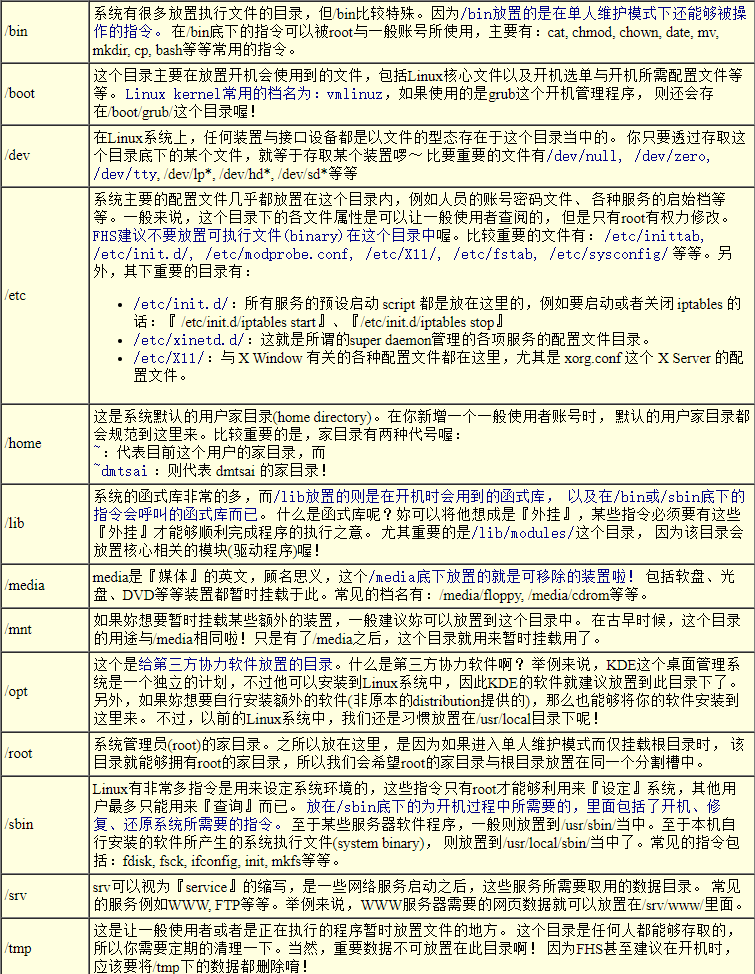 /bin
系统有很多放置执行文件的目录，但/bin比较特殊。因为/bin放置的是在单人维护模式下还能够被操
作的指令。 在/bin底下的指令可以被root与一般账号所使用，主要有：cat, chmod, chown, date, mv,
mkdir, cp, bash等等常用的指令。
/boot
这个目录主要在放置开机会使用到的文件，包括Linux核心文件以及开机选单与开机所需配置文件等
等。 Linux kernel常用的档名为：vmlinuz，如果使用的是grub这个开机管理程序， 则还会存
在/boot/grub/这个目录喔！
/dev
在Linux系统上，任何装置与接口设备都是以文件的型态存在于这个目录当中的。 你只要透过存取这
个目录底下的某个文件，就等于存取某个装置啰～ 比要重要的文件有/dev/null, /dev/zero,
/dev/tty, /dev/lp*, /dev/hd*, /dev/sd*等等
/etc
系统主要的配置文件几乎都放置在这个目录内，例如人员的账号密码文件、 各种服务的启始档等
等。一般来说，这个目录下的各文件属性是可以让一般使用者查阅的， 但是只有root有权力修改。
FHS建议不要放置可执行文件(binary)在这个目录中喔。比较重要的文件有： /etc/inittab,
/etc/init.d/, /etc/modprobe.conf, /etc/X11/, /etc/fstab, /etc/sysconfig/ 等等。另
外，其下重要的目录有：
• /etc/init.d/：所有服务的预设启动 script 都是放在这里的，例如要启动或者关闭 iptables 的
话：『 /etc/init.d/iptables start』、『/etc/init.d/iptables stop』
• /etc/xinetd.d/：这就是所谓的super daemon管理的各项服务的配置文件目录。
• /etc/X11/：与 X Window 有关的各种配置文件都在这里，尤其是 xorg.conf 这个 X Server 的配
置文件。
/home
这是系统默认的用户家目录(home directory)。在你新增一个一般使用者账号时， 默认的用户家目录都
会规范到这里来。比较重要的是，家目录有两种代号喔：
~：代表目前这个用户的家目录，而
~dmtsai ：则代表 dmtsai 的家目录！
/lib
系统的函式库非常的多，而/lib放置的则是在开机时会用到的函式库， 以及在/bin或/sbin底下的
指令会呼叫的函式库而已。 什么是函式库呢？妳可以将他想成是『外挂』，某些指令必须要有这些
『外挂』才能够顺利完成程序的执行之意。 尤其重要的是/lib/modules/这个目录， 因为该目录会
放置核心相关的模块(驱动程序)喔！
/media
media是『媒体』的英文，顾名思义，这个/media底下放置的就是可移除的装置啦！ 包括软盘、光
盘、DVD等等装置都暂时挂载于此。常见的档名有：/media/floppy, /media/cdrom等等。
/mnt
如果妳想要暂时挂载某些额外的装置，一般建议妳可以放置到这个目录中。 在古早时候，这个目录
的用途与/media相同啦！只是有了/media之后，这个目录就用来暂时挂载用了。
/opt
这个是给第三方协力软件放置的目录。什么是第三方协力软件啊？ 举例来说，KDE这个桌面管理系
统是一个独立的计划，不过他可以安装到Linux系统中，因此KDE的软件就建议放置到此目录下了。
另外，如果妳想要自行安装额外的软件(非原本的distribution提供的)，那么也能够将你的软件安装到
这里来。 不过，以前的Linux系统中，我们还是习惯放置在/usr/local目录下呢！
/root
系统管理员(root)的家目录。之所以放在这里，是因为如果进入单人维护模式而仅挂载根目录时， 该
目录就能够拥有root的家目录，所以我们会希望root的家目录与根目录放置在同一个分割槽中。
/sbin
Linux有非常多指令是用来设定系统环境的，这些指令只有root才能够利用来『设定』系统，其他用
户最多只能用来『查询』而已。 放在/sbin底下的为开机过程中所需要的，里面包括了开机、修
复、还原系统所需要的指令。 至于某些服务器软件程序，一般则放置到/usr/sbin/当中。至于本机自
行安装的软件所产生的系统执行文件(system binary)， 则放置到/usr/local/sbin/当中了。常见的指令包
括：fdisk, fsck, ifconfig, init, mkfs等等。
/srv
srv可以视为『service』的缩写，是一些网络服务启动之后，这些服务所需要取用的数据目录。 常见
的服务例如WWW, FTP等等。举例来说，WWW服务器需要的网页数据就可以放置在/srv/www/里面。
/tmp
这是让一般使用者或者是正在执行的程序暂时放置文件的地方。 这个目录是任何人都能够存取的，
所以你需要定期的清理一下。当然，重要数据不可放置在此目录啊！ 因为FHS甚至建议在开机时，
应该要将/tmp下的数据都删除唷！